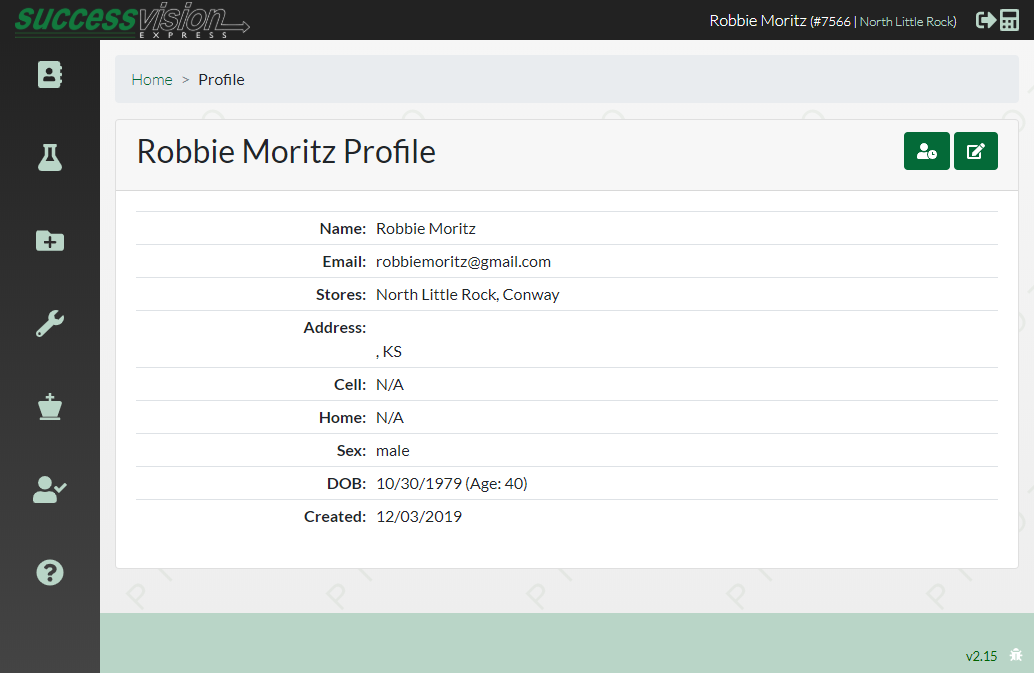 successvision
EXPRESS
Robbie Moritz (#7566 | North Little Rock)
Home > Profile
Robbie Moritz Profile
Name: Robbie Moritz
Email: robbiemoritz@gmail.com
Stores: North Little Rock, Conway
Address:
, KS
Cell: N/A
Home: N/A
Sex: male
DOB: 10/30/1979 (Age: 40)
Created: 12/03/2019
v2.15